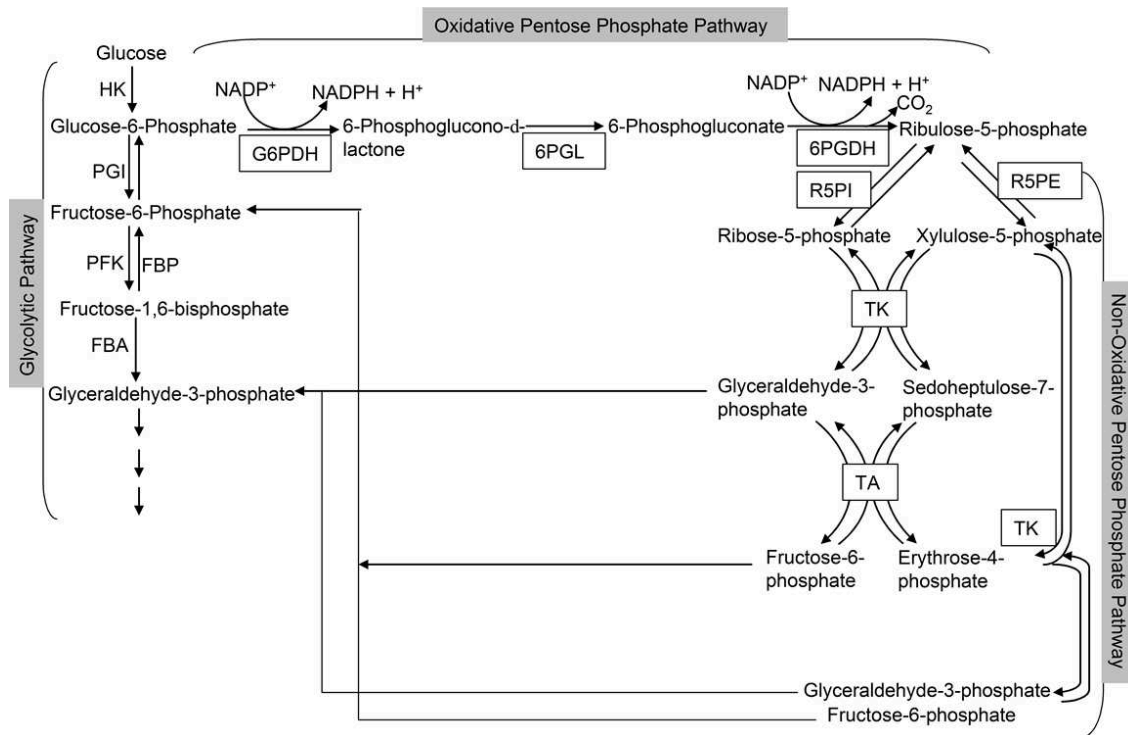 Oxidative Pentose Phosphate Pathway
Glucose
HK
NADP⁺
NADPH + H⁺
NADP⁺
NADPH + H⁺
CO₂
Glucose-6-Phosphate
6-Phosphoglucono-d-
lactone
6-Phosphogluconate
Ribulose-5-phosphate
G6PDH
6PGL
6PGDH
PGI
R5PI
R5PE
Fructose-6-Phosphate
Ribose-5-phosphate
Xylulose-5-phosphate
PFK
FBP
Glycolytic Pathway
Fructose-1,6-bisphosphate
TK
FBA
Glyceraldehyde-3-phosphate
Glyceraldehyde-3-
phosphate
Sedoheptulose-7-
phosphate
Non-Oxidative Pentose Phosphate Pathway
TA
TK
Fructose-6-
phosphate
Erythrose-4-
phosphate
Glyceraldehyde-3-phosphate
Fructose-6-phosphate